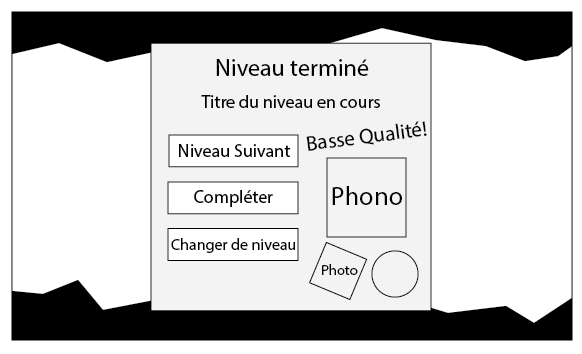 Niveau terminé
Titre du niveau en cours
Basse Qualité!
Niveau Suivant
Compléter
Changer de niveau
Phono
Photo